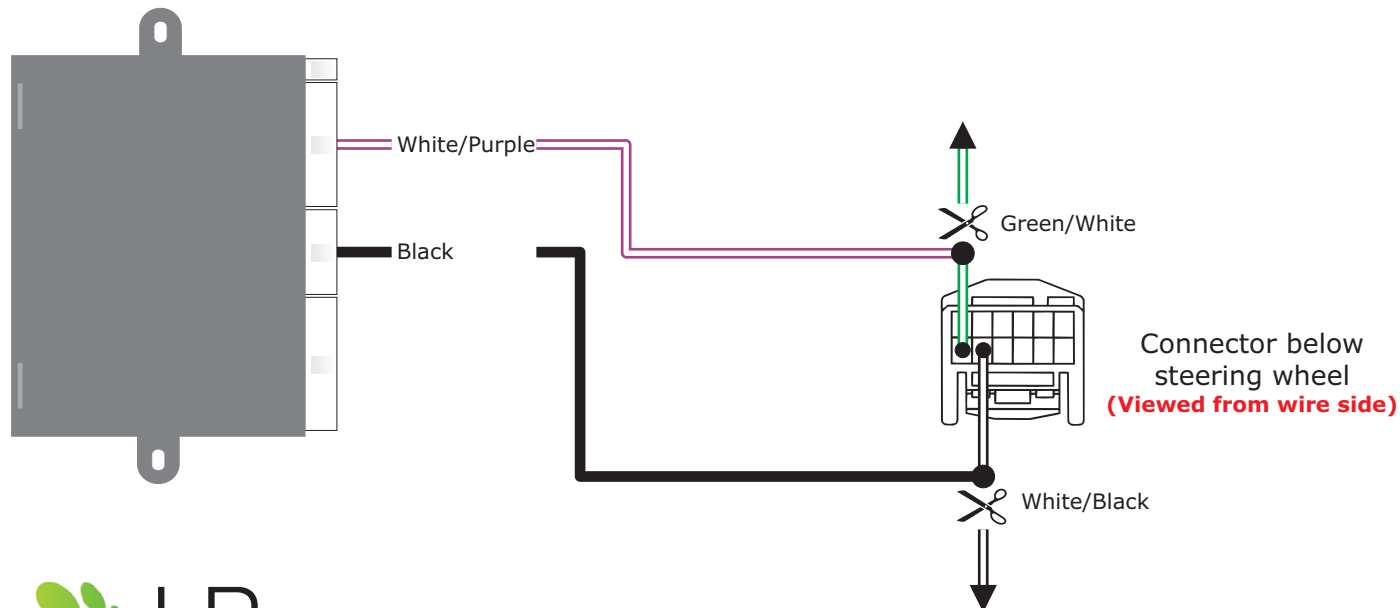 White/Purple
Green/White
Black
Connector below
steering wheel
(Viewed from wire side)
White/Black